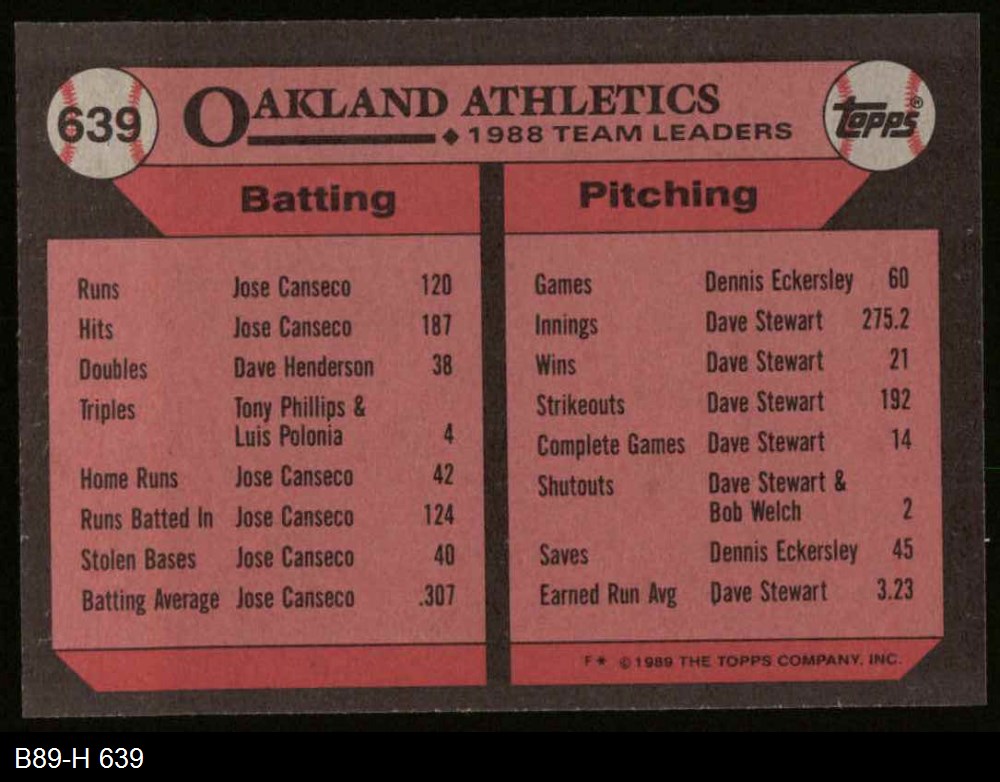 639
OAKLAND ATHLETICS
1988 TEAM LEADERS
topps®
Batting
Runs Jose Canseco 120
Hits Jose Canseco 187
Doubles Dave Henderson 38
Triples Tony Phillips &
Luis Polonia 4
Home Runs Jose Canseco 42
Runs Batted In Jose Canseco 124
Stolen Bases Jose Canseco 40
Batting Average Jose Canseco .307
Pitching
Games Dennis Eckersley 60
Innings Dave Stewart 275.2
Wins Dave Stewart 21
Strikeouts Dave Stewart 192
Complete Games Dave Stewart 14
Shutouts Dave Stewart &
Bob Welch 2
Saves Dennis Eckersley 45
Earned Run Avg Dave Stewart 3.23
F* © 1989 THE TOPPS COMPANY, INC.
B89-H 639